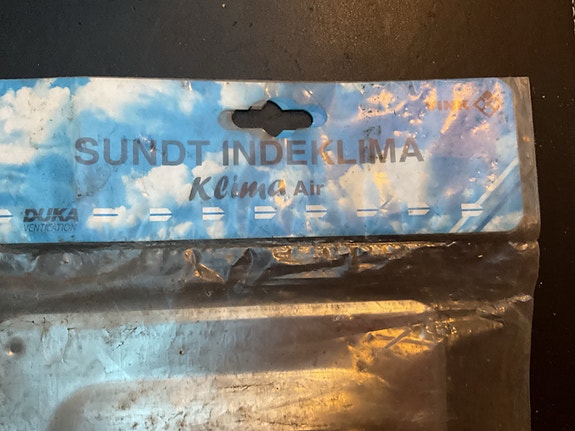 SUNDT INDEKLIMA
Klima Air
DUKA
VENTILATION